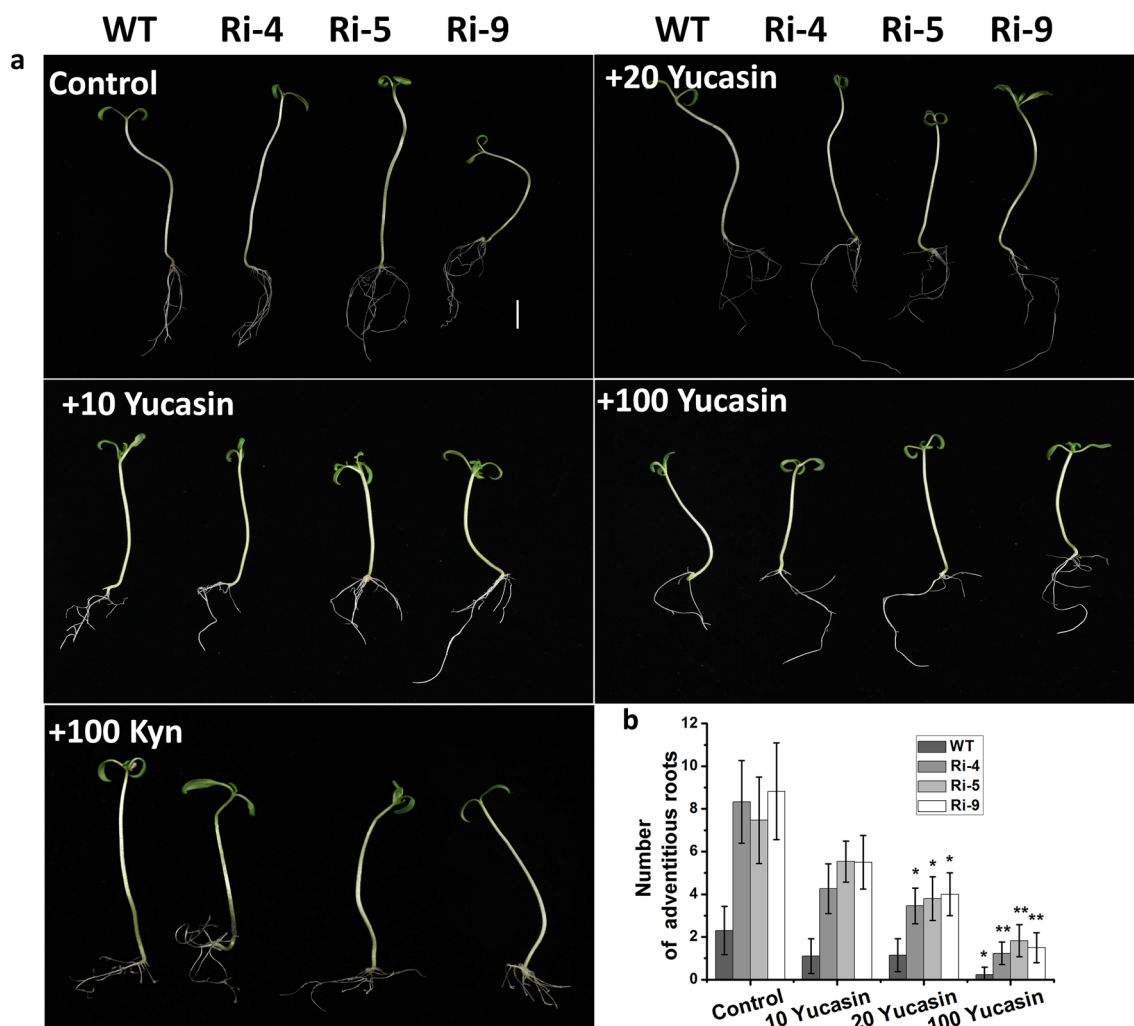 WT Ri-4 Ri-5 Ri-9
WT Ri-4 Ri-5 Ri-9
a
Control
+20 Yucasin
+10 Yucasin
+100 Yucasin
+100 Kyn
b
Number
of adventitious roots
12
10
8
6
4
2
0
WT
Ri-4
Ri-5
Ri-9
* * *
* ** ** **
Control 10 Yucasin 20 Yucasin 100 Yucasin